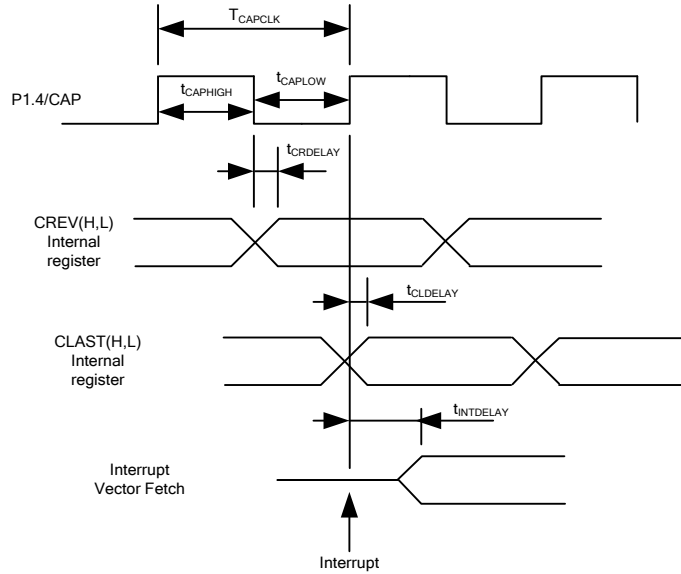 TCAPCLK
P1.4/CAP
tCAPHIGH
tCAPLOW
tCRDELAY
CREV(H,L)
Internal
register
tCLDELAY
CLAST(H,L)
Internal
register
tINTDELAY
Interrupt
Vector Fetch
Interrupt